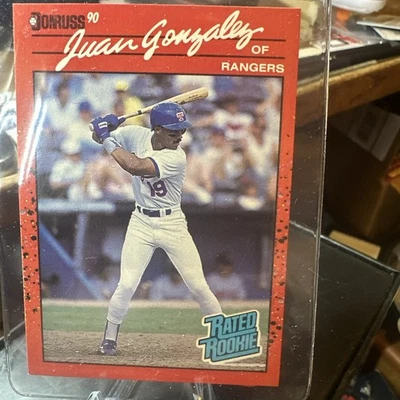 DONRUSS 90
Juan Gonzalez
OF
RANGERS
T
19
RATED
ROOKIE